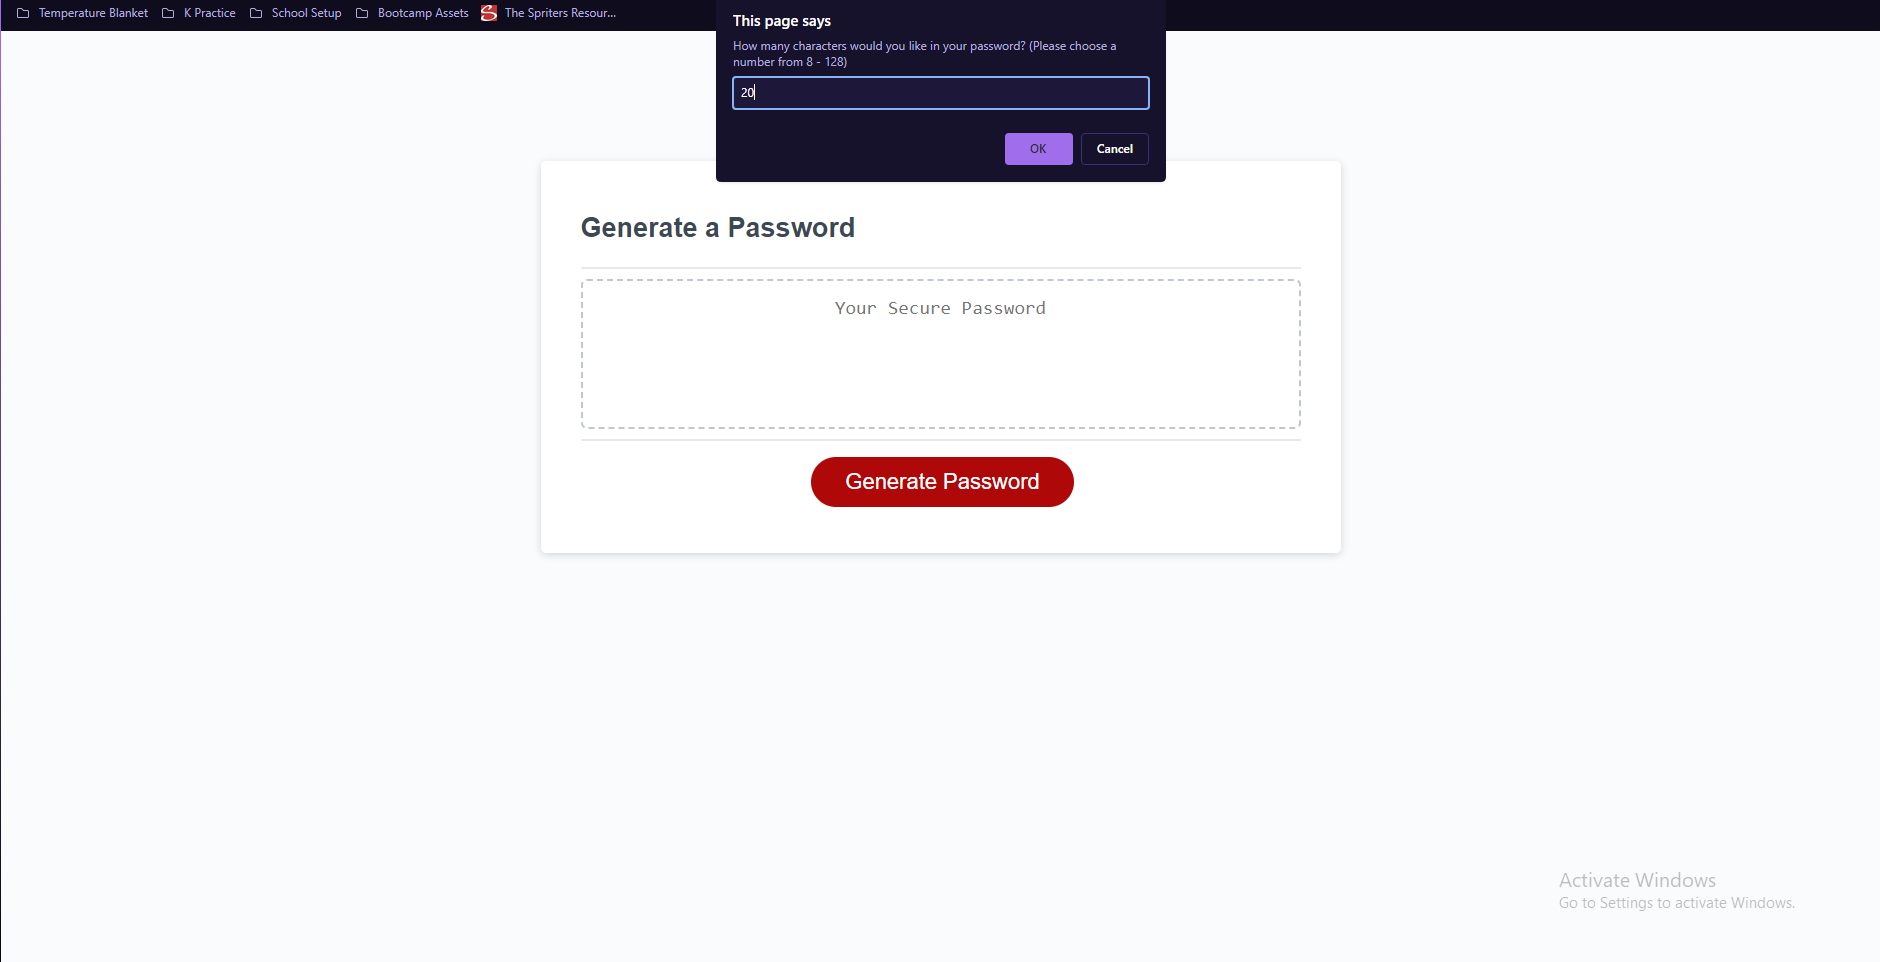 Temperature Blanket K Practice School Setup Bootcamp Assets The Spriters Resour...
This page says
How many characters would you like in your password? (Please choose a
number from 8 - 128)
20
OK Cancel
Generate a Password
Your Secure Password
Generate Password
Activate Windows
Go to Settings to activate Windows.